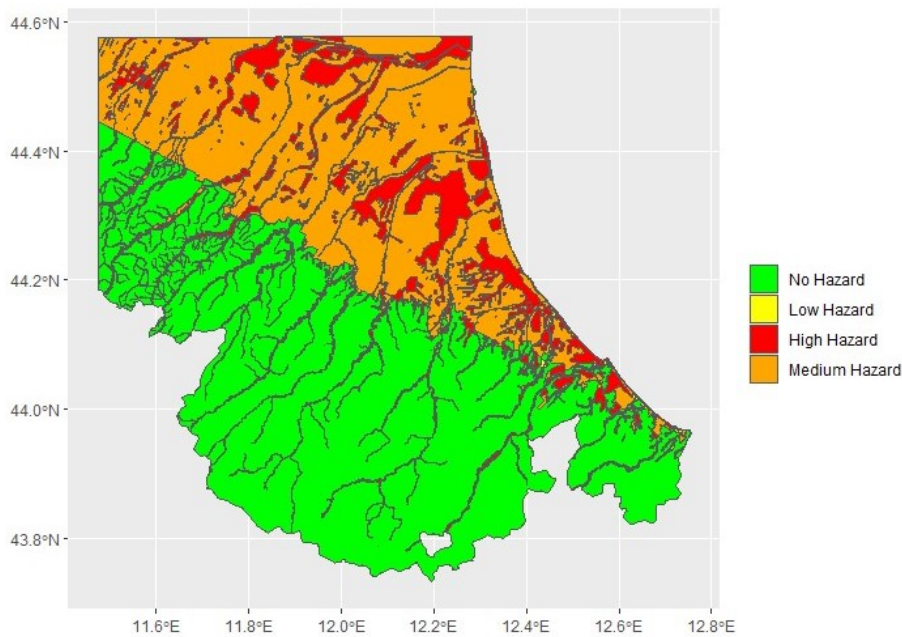 44.6°N
44.4°N
44.2°N
44.0°N
43.8°N
11.6°E 11.8°E 12.0°E 12.2°E 12.4°E 12.6°E 12.8°E
No Hazard
Low Hazard
High Hazard
Medium Hazard